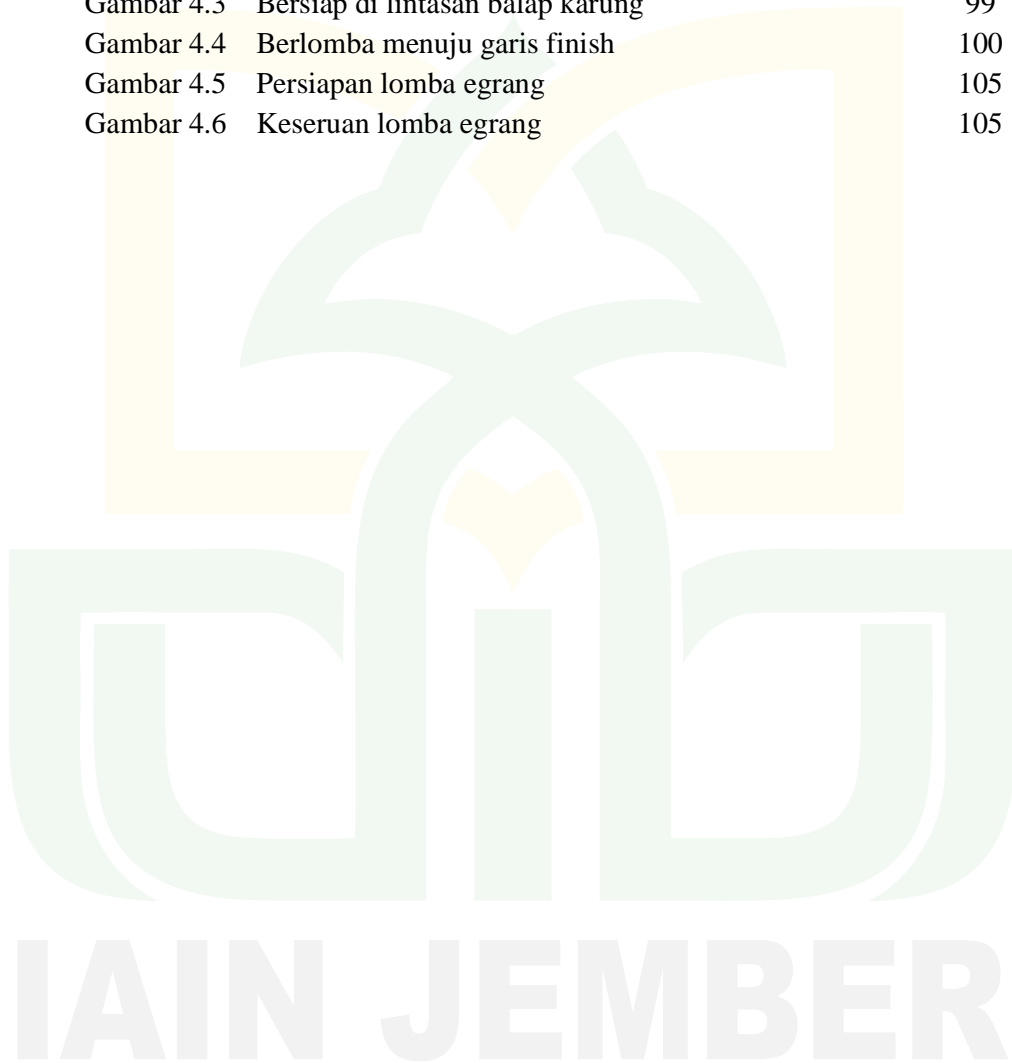 Gambar 4.3 Bersiap di lintasan balap karung 99
Gambar 4.4 Berlomba menuju garis finish 100
Gambar 4.5 Persiapan lomba egrang 105
Gambar 4.6 Keseruan lomba egrang 105
IAIN JEMBER